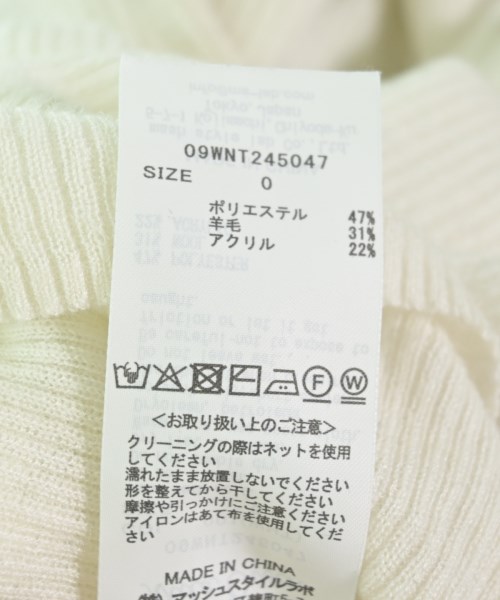 09WNT245047
SIZE 0
ポリエステル 47%
羊毛 31%
アクリル 22%
F W
<お取り扱い上のご注意>
クリーニングの際はネットを使用
してください
濡れたまま放置しないでください
形を整えてから干してください
摩擦や引っかけにご注意ください
アイロンはあて布を使用してくだ
さい
MADE IN CHINA
㈱マッシュスタイルラボ